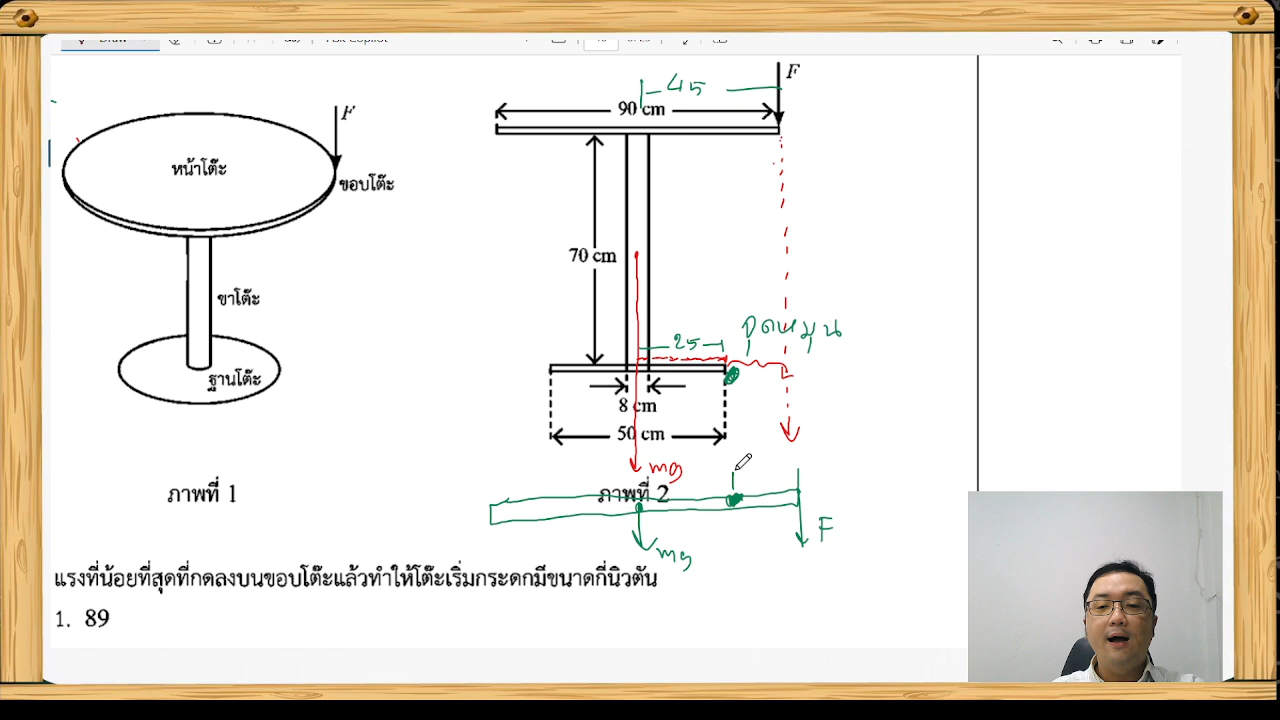 F
หน้าโต๊ะ
ขอบโต๊ะ
ขาโต๊ะ
ฐานโต๊ะ
ภาพที่ 1
45
F
90 cm
70 cm
จุดหมุน
25
8 cm
50 cm
mg
ภาพที่ 2
F
mg
แรงที่น้อยที่สุดที่กดลงบนขอบโต๊ะแล้วทำให้โต๊ะเริ่มกระดกมีขนาดกี่นิวตัน
1. 89